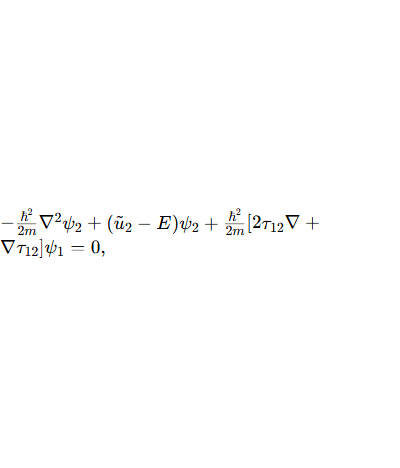 $-\frac{\hbar^2}{2m}\nabla^2\psi_2 + (\tilde{u}_2 - E)\psi_2 + \frac{\hbar^2}{2m}[2\tau_{12}\nabla +$
$\nabla\tau_{12}]\psi_1 = 0,$